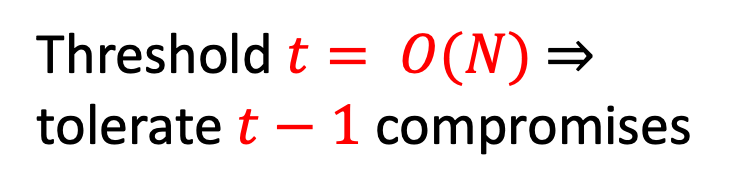 Threshold t = O(N) ⇒
tolerate t − 1 compromises